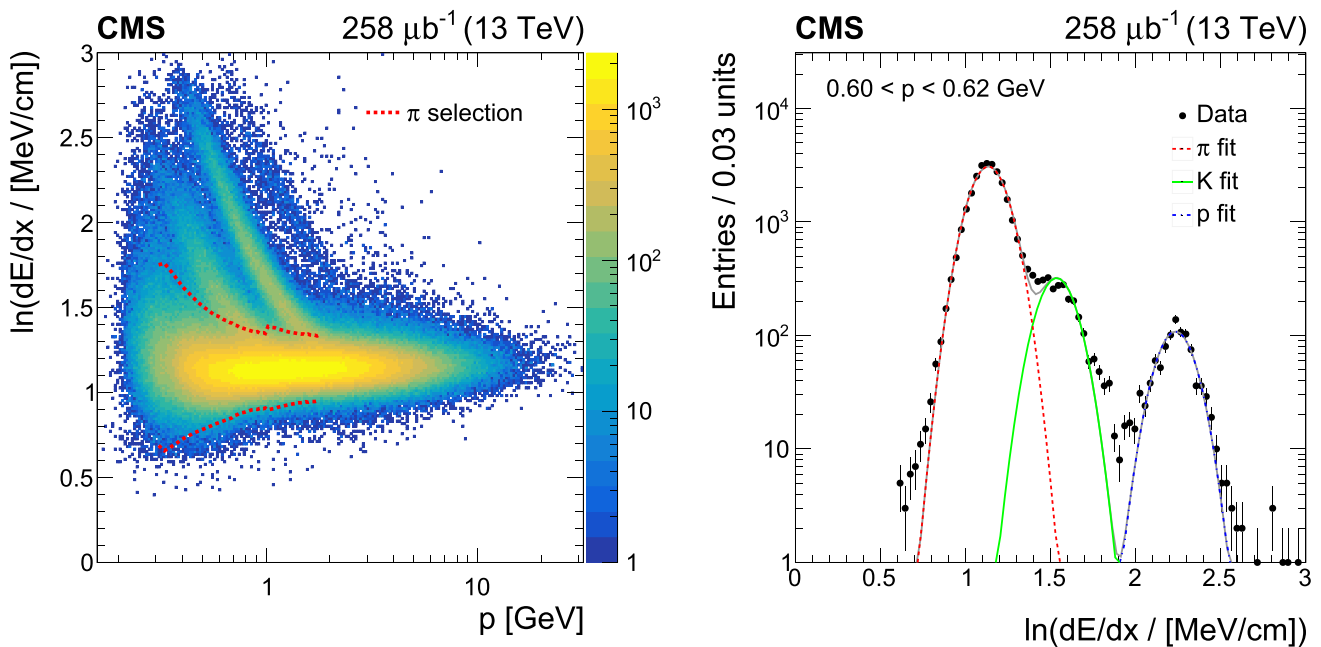 CMS 258 μb⁻¹ (13 TeV)
ln(dE/dx / [MeV/cm])
3
2.5
2
1.5
1
0.5
0
π selection
10³
10²
10
1
1 10
p [GeV]
CMS 258 μb⁻¹ (13 TeV)
Entries / 0.03 units
0.60 < p < 0.62 GeV
Data
π fit
K fit
p fit
10⁴
10³
10²
10
1
0 0.5 1 1.5 2 2.5 3
ln(dE/dx / [MeV/cm])